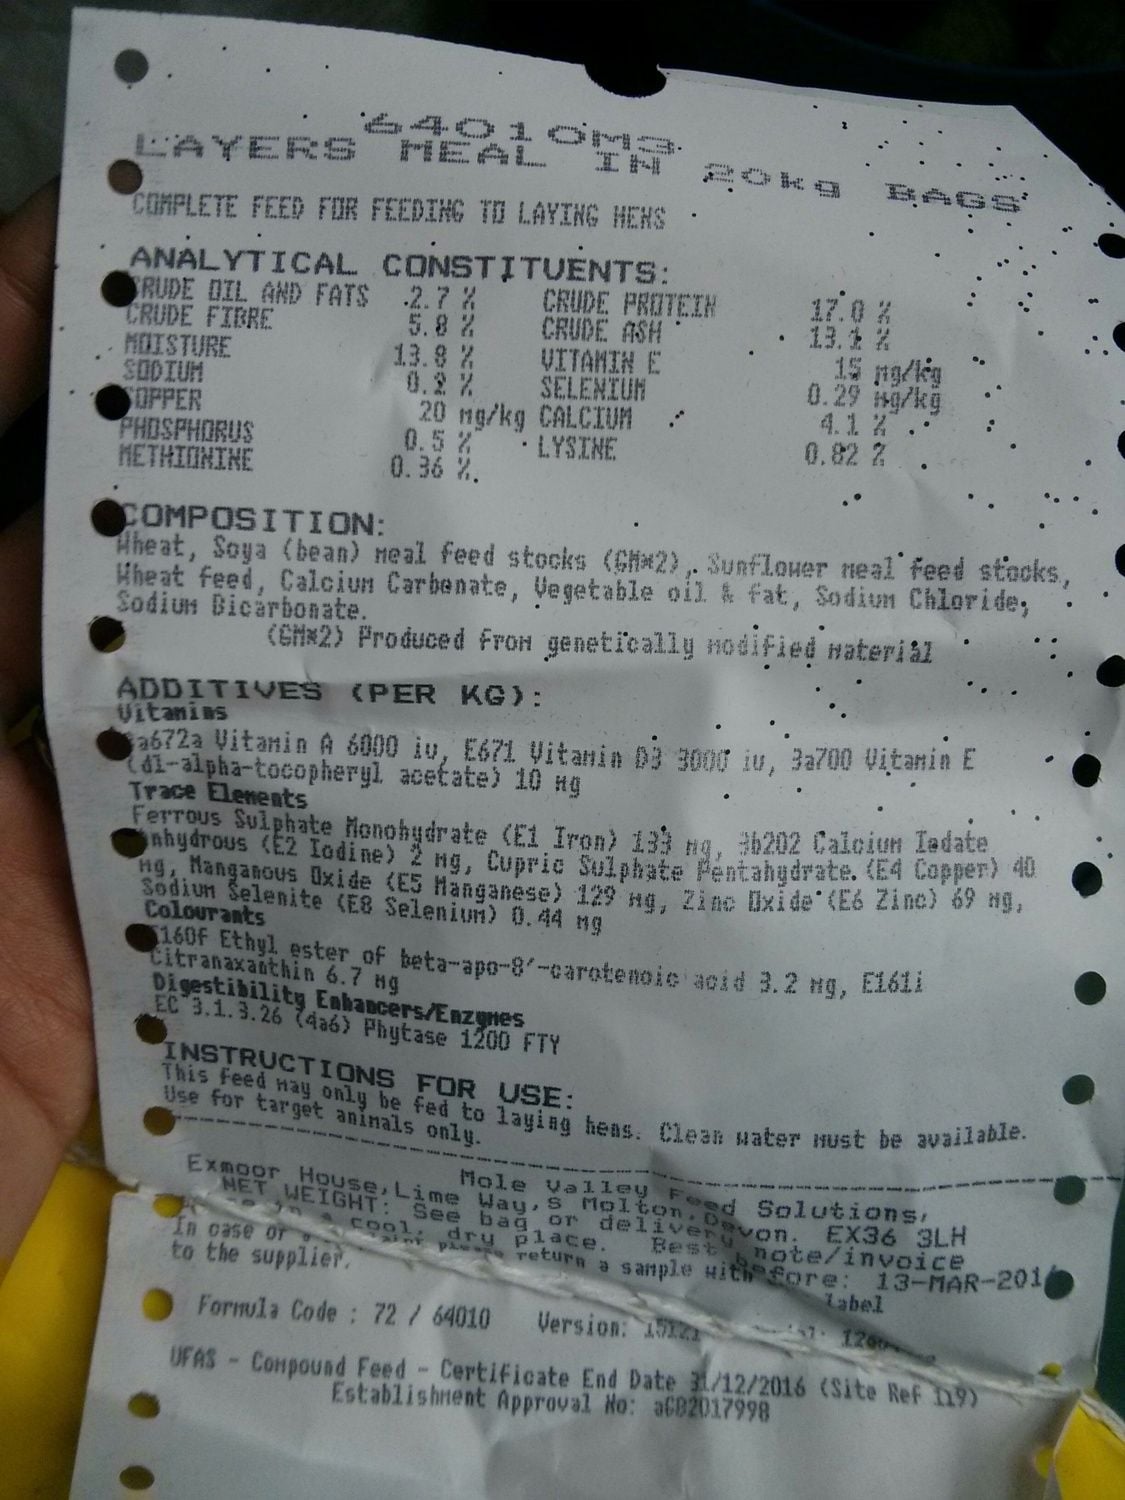 64010MS
LAYERS MEAL IN 20kg BAGS
COMPLETE FEED FOR FEEDING TO LAYING HENS
ANALYTICAL CONSTITUENTS:
CRUDE OIL AND FATS 2.7 % CRUDE PROTEIN 17.0 %
CRUDE FIBRE 5.8 % CRUDE ASH 13.1 %
MOISTURE 13.8 % VITAMIN E 15 mg/kg
SODIUM 0.2 % SELENIUM 0.29 mg/kg
COPPER 20 mg/kg CALCIUM 4.1 %
PHOSPHORUS 0.5 % LYSINE 0.82 %
METHIONINE 0.36 %
COMPOSITION:
Wheat, Soya (bean) meal feed stocks (GM*2), Sunflower meal feed stocks,
Wheat feed, Calcium Carbonate, Vegetable oil & fat, Sodium Chloride,
Sodium Bicarbonate.
(GM*2) Produced from genetically modified material
ADDITIVES (PER KG):
Vitamins
3a672a Vitamin A 6000 iu, E671 Vitamin D3 3000 iu, 3a700 Vitamin E
(dl-alpha-tocopheryl acetate) 10 mg
Trace Elements
Ferrous Sulphate Monohydrate (E1 Iron) 133 mg, 3b202 Calcium Iodate
Anhydrous (E2 Iodine) 2 mg, Cupric Sulphate Pentahydrate (E4 Copper) 40
mg, Manganous Oxide (E5 Manganese) 129 mg, Zinc Oxide (E6 Zinc) 69 mg,
Sodium Selenite (E8 Selenium) 0.44 mg
Colourants
E160f Ethyl ester of beta-apo-8'-carotenoic acid 3.2 mg, E161i
Citranaxanthin 6.7 mg
Digestibility Enhancers/Enzymes
EC 3.1.3.26 (4a6) Phytase 1200 FTY
INSTRUCTIONS FOR USE:
This feed may only be fed to laying hens. Clean water must be available.
Use for target animals only.
Mole Valley Feed Solutions,
Exmoor House,Lime Way,S Molton,Devon. EX36 3LH
NET WEIGHT: See bag or delivery note/invoice
in a cool, dry place. Best before: 13-MAR-2016
In case of a please return a sample with label
to the supplier.
Formula Code : 72 / 64010 Version: 15121
UFAS - Compound Feed - Certificate End Date 31/12/2016 (Site Ref 119)
Establishment Approval No: aGB2017998